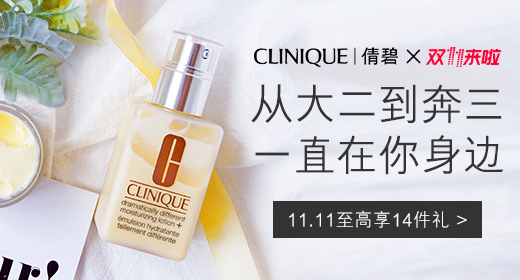 CLINIQUE | 倩碧 × 双11来啦
从大二到奔三
一直在你身边
11.11至高享14件礼 >
C
CLINIQUE
dramatically different
moisturizing lotion+
émulsion hydratante
tellement différente